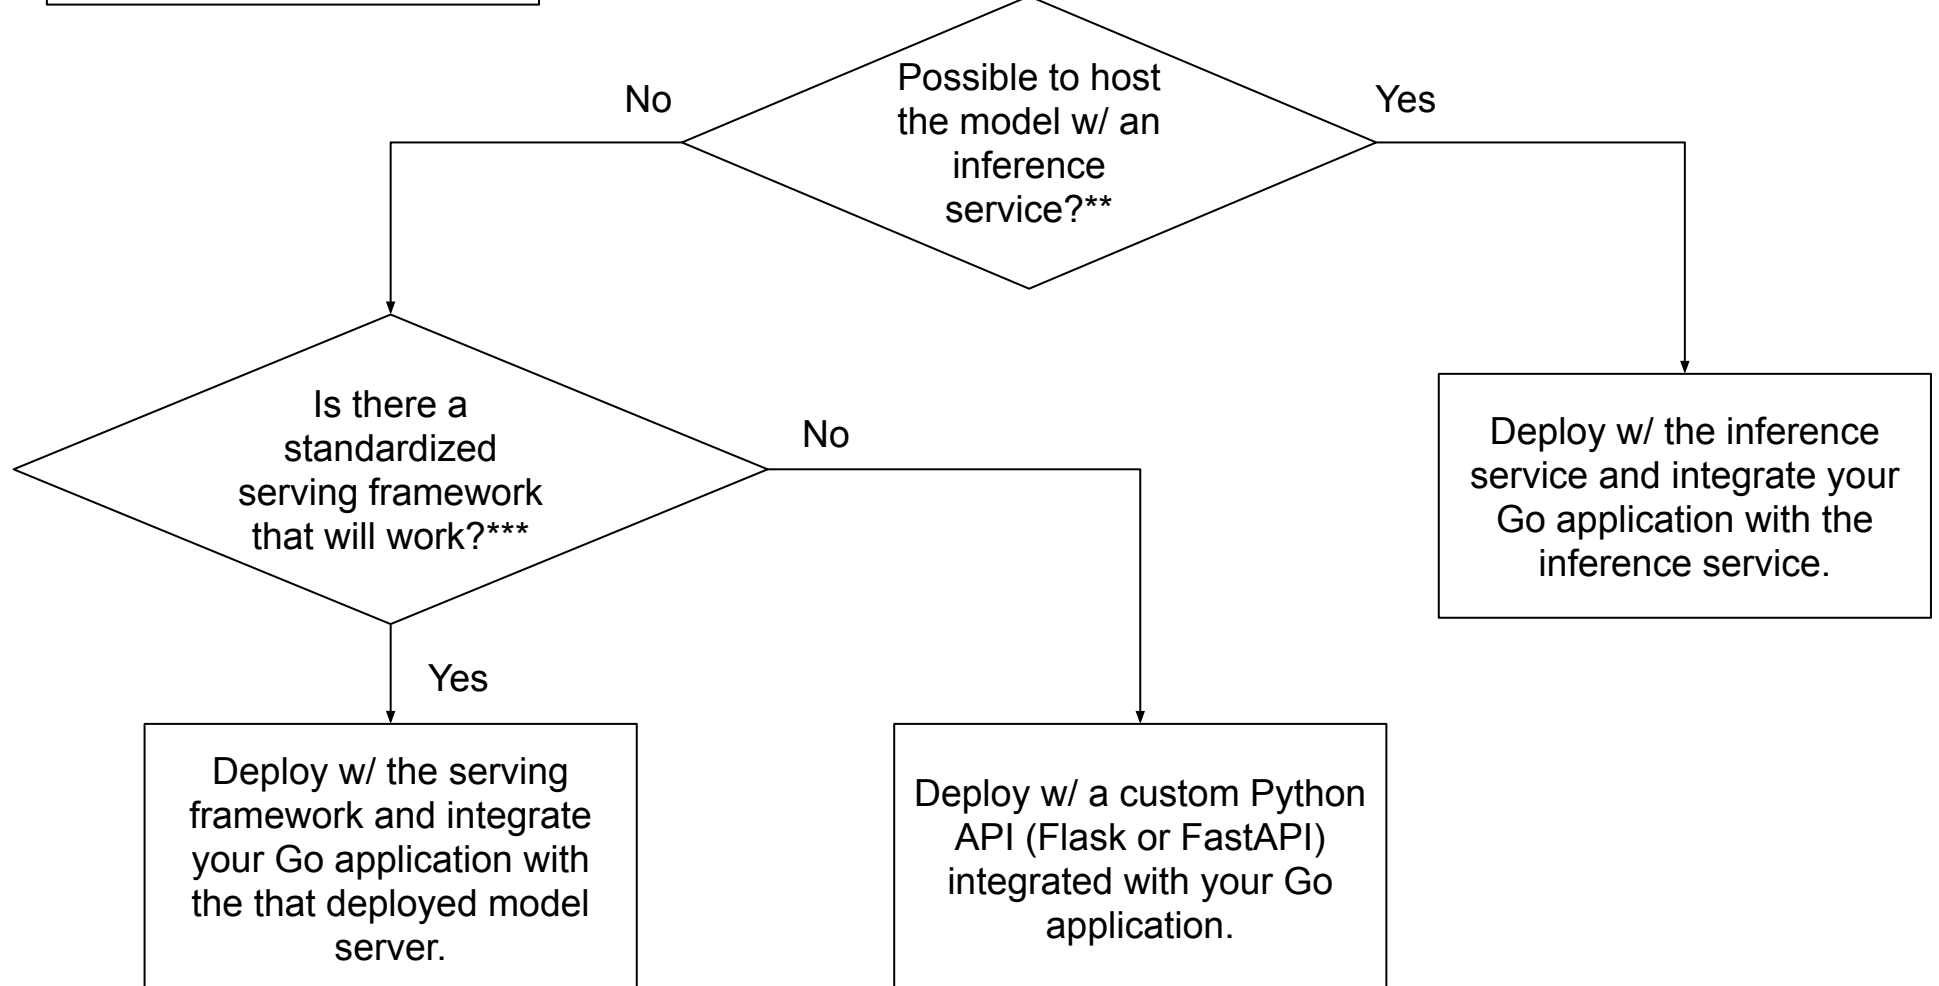 No
Possible to host
the model w/ an
inference
service?**
Yes
Is there a
standardized
serving framework
that will work?***
No
Deploy w/ the inference
service and integrate your
Go application with the
inference service.
Yes
Deploy w/ the serving
framework and integrate
your Go application with
the that deployed model
server.
Deploy w/ a custom Python
API (Flask or FastAPI)
integrated with your Go
application.